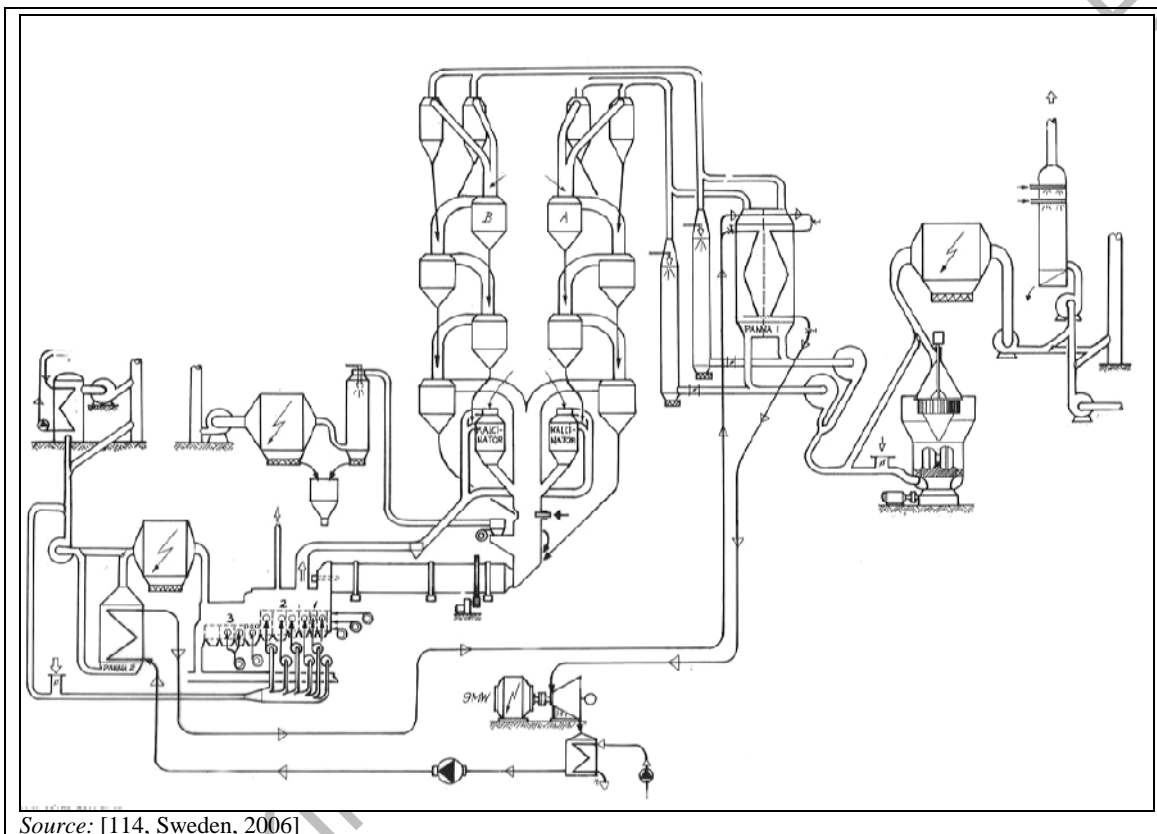 B
A
PANNA 1
KALCI-
NATOR
KALCI-
NATOR
3
2
1
PANNA 2
9MW
Source: [114, Sweden, 2006]